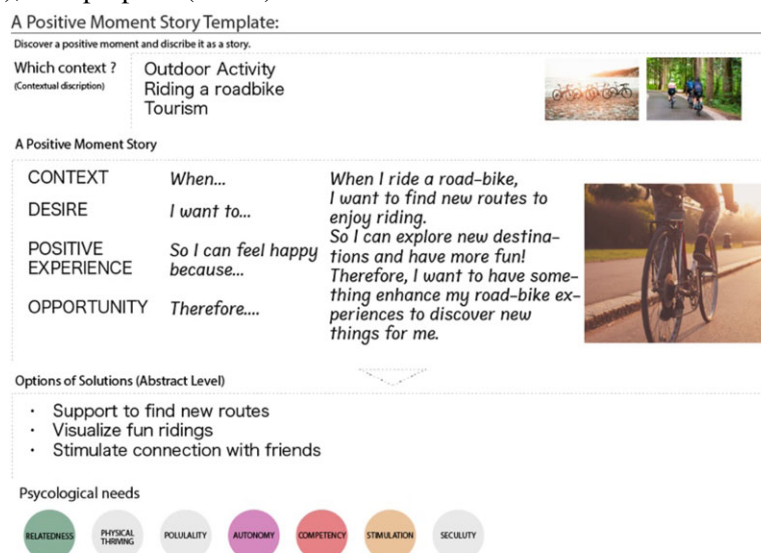 A Positive Moment Story Template:
Discover a positive moment and discribe it as a story.
Which context ?
(Contextual discription)
Outdoor Activity
Riding a roadbike
Tourism
A Positive Moment Story
CONTEXT
When...
DESIRE
I want to...
POSITIVE
EXPERIENCE
So I can feel happy
because...
OPPORTUNITY
Therefore....
When I ride a road-bike,
I want to find new routes to
enjoy riding.
So I can explore new destina-
tions and have more fun!
Therefore, I want to have some-
thing enhance my road-bike ex-
periences to discover new
things for me.
Options of Solutions (Abstract Level)
· Support to find new routes
· Visualize fun ridings
· Stimulate connection with friends
Psycological needs
RELATEDNESS
PHYSICAL
THRIVING
POLULALITY
AUTONOMY
COMPETENCY
STIMULATION
SECULUTY